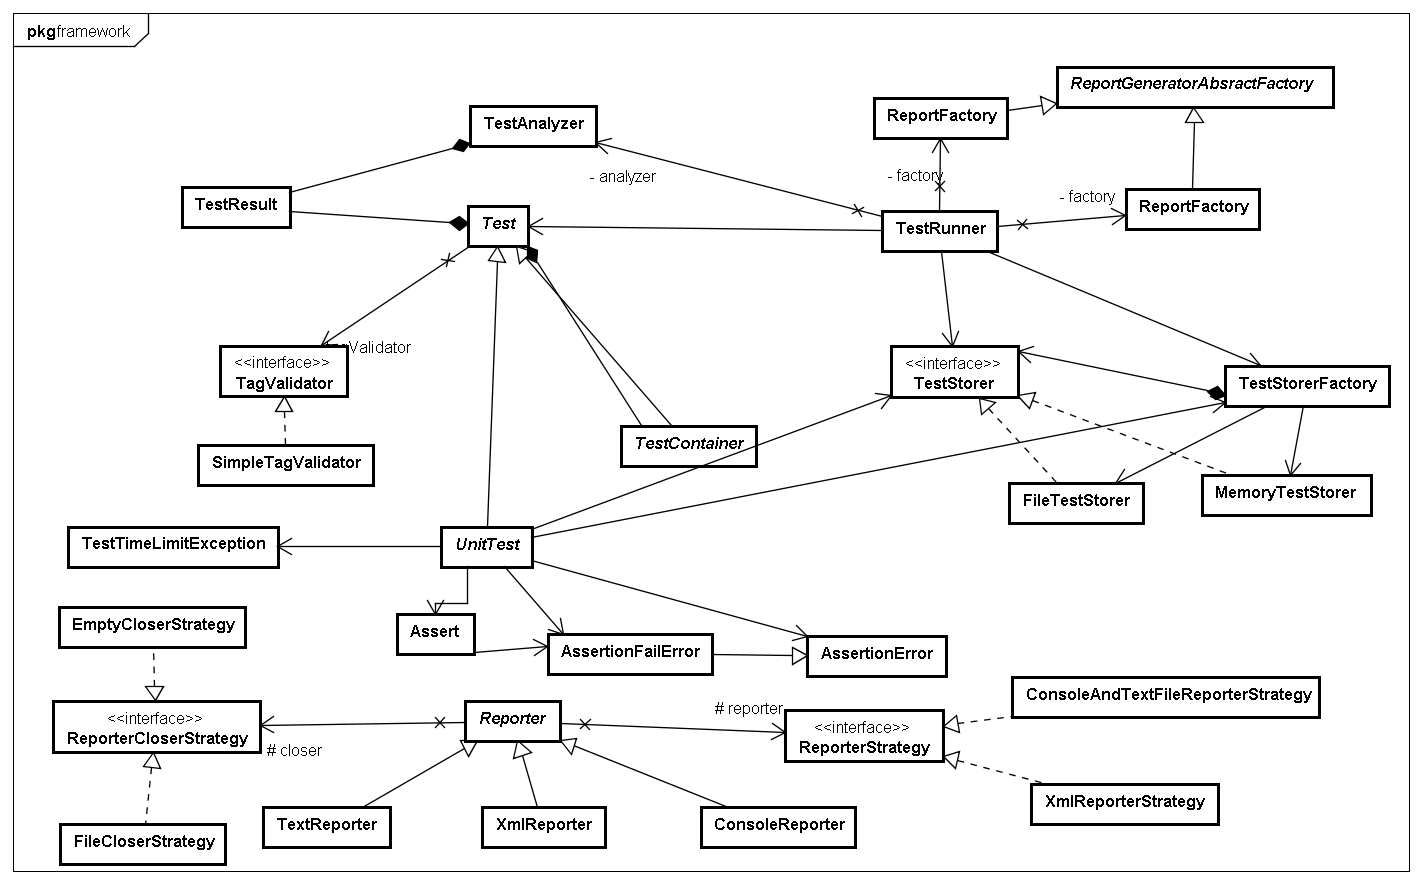 pkgframework
ReportGeneratorAbsractFactory
ReportFactory
TestAnalyzer
- analyzer
- factory
- factory
ReportFactory
TestResult
Test
TestRunner
Validator
<<interface>>
TagValidator
<<interface>>
TestStorer
TestStorerFactory
TestContainer
SimpleTagValidator
FileTestStorer
MemoryTestStorer
TestTimeLimitException
UnitTest
EmptyCloserStrategy
Assert
AssertionFailError
AssertionError
<<interface>>
ReporterCloserStrategy
# closer
Reporter
# reporter
<<interface>>
ReporterStrategy
ConsoleAndTextFileReporterStrategy
XmlReporterStrategy
TextReporter
XmlReporter
ConsoleReporter
FileCloserStrategy